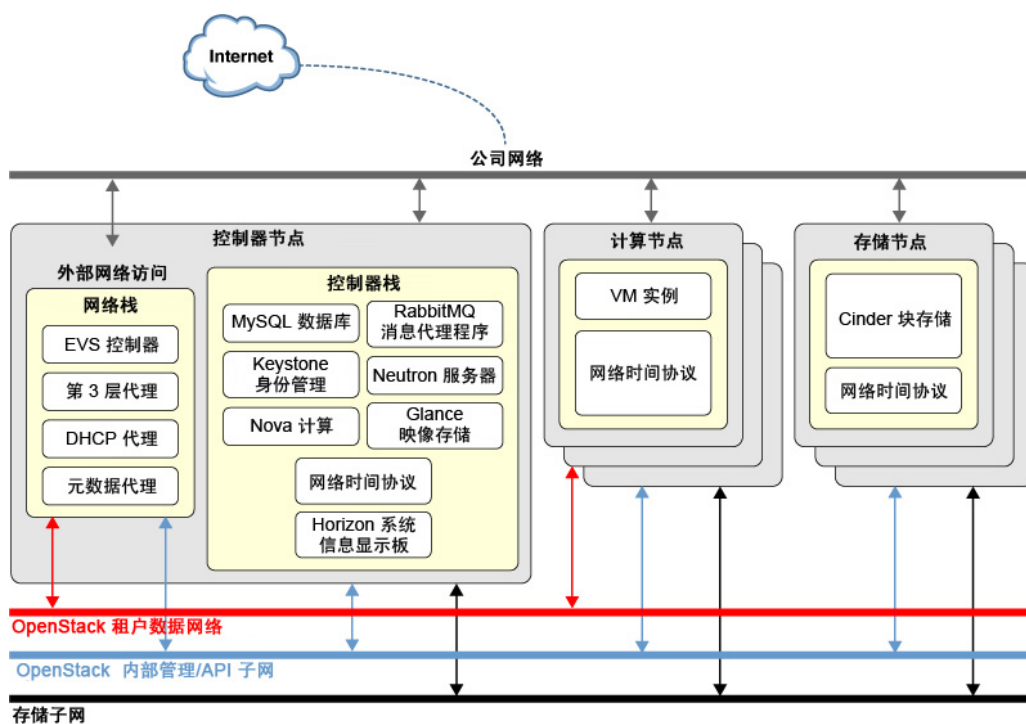 Internet
公司网络
控制器节点
外部网络访问
网络栈
EVS 控制器
第 3 层代理
DHCP 代理
元数据代理
控制器栈
MySQL 数据库
RabbitMQ
消息代理程序
Keystone
身份管理
Neutron 服务器
Nova 计算
Glance
映像存储
网络时间协议
Horizon 系统
信息显示板
计算节点
VM 实例
网络时间协议
存储节点
Cinder 块存储
网络时间协议
OpenStack 租户数据网络
OpenStack 内部管理/API 子网
存储子网